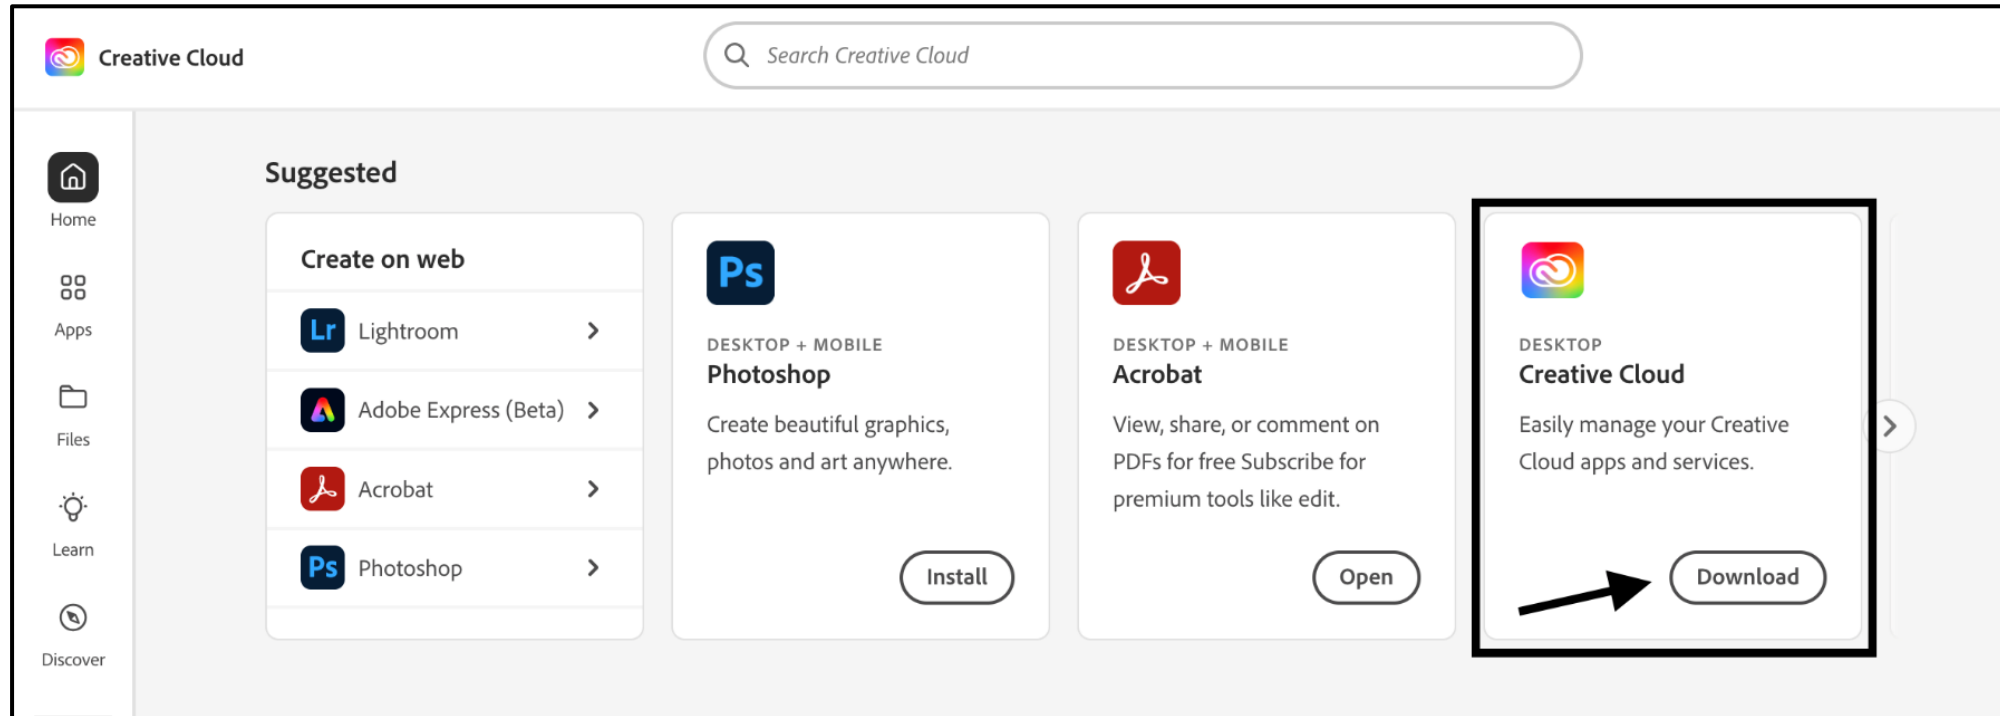 Creative Cloud
Search Creative Cloud
Home
Apps
Files
Learn
Discover
Suggested
Create on web
Lr Lightroom
Adobe Express (Beta)
Acrobat
Ps Photoshop
Ps
DESKTOP + MOBILE
Photoshop
Create beautiful graphics,
photos and art anywhere.
Install
DESKTOP + MOBILE
Acrobat
View, share, or comment on
PDFs for free Subscribe for
premium tools like edit.
Open
DESKTOP
Creative Cloud
Easily manage your Creative
Cloud apps and services.
Download